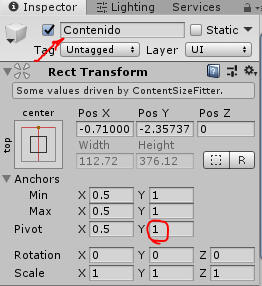 Inspector Lighting Services
Contenido Static
Tag Untagged Layer UI
Rect Transform
Some values driven by ContentSizeFitter.
center Pos X Pos Y Pos Z
top -0.71000 -2.35737 0
Width Height
112.72 376.12 R
Anchors
Min X 0.5 Y 1
Max X 0.5 Y 1
Pivot X 0.5 Y 1
Rotation X 0 Y 0 Z 0
Scale X 1 Y 1 Z 1